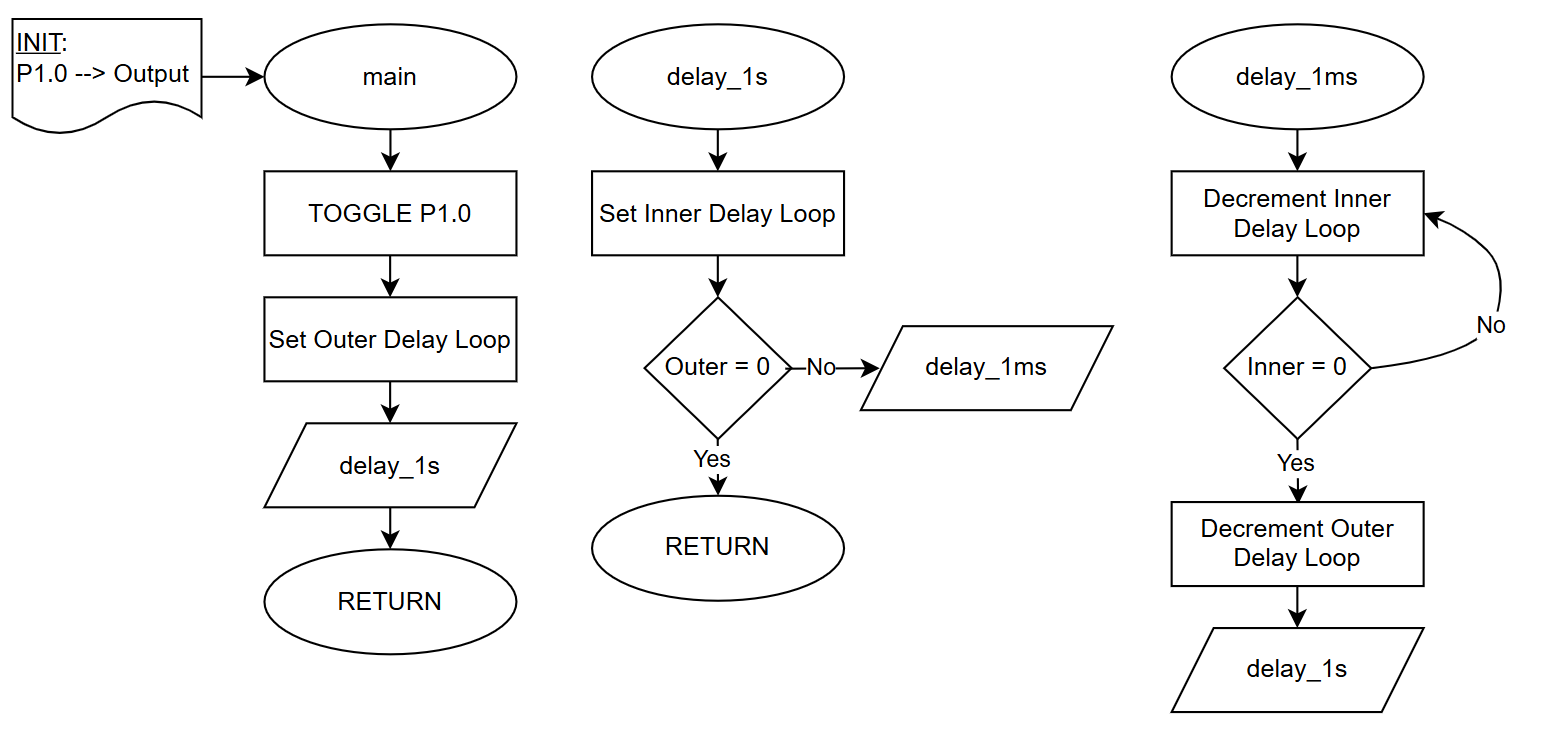 INIT:
P1.0 --> Output
main
TOGGLE P1.0
Set Outer Delay Loop
delay_1s
RETURN
delay_1s
Set Inner Delay Loop
Outer = 0
No
delay_1ms
Yes
RETURN
delay_1ms
Decrement Inner
Delay Loop
Inner = 0
No
Yes
Decrement Outer
Delay Loop
delay_1s